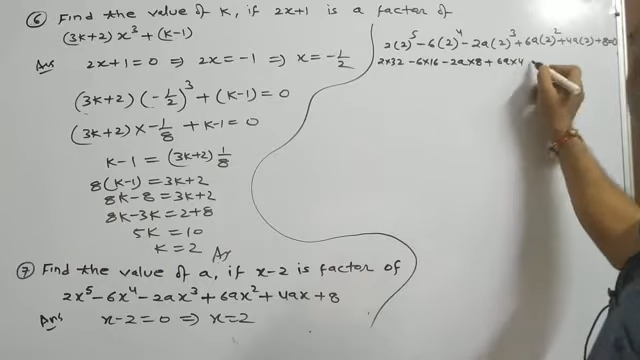 ⑥ Find the value of K, if 2x+1 is a factor of
(3K+2) x³ + (K-1)
Ans 2x+1 = 0 ⇒ 2x = -1 ⇒ x = -1/2
(3K+2) (-1/2)³ + (K-1) = 0
(3K+2) × -1/8 + K-1 = 0
K-1 = (3K+2) 1/8
8(K-1) = 3K+2
8K-8 = 3K+2
8K-3K = 2+8
5K = 10
K = 2 Ans
⑦ Find the value of a, if x-2 is factor of
2x⁵ - 6x⁴ - 2ax³ + 6ax² + 4ax + 8
Ans x-2 = 0 ⇒ x = 2
2(2)⁵ - 6(2)⁴ - 2a(2)³ + 6a(2)² + 4a(2) + 8 = 0
2×32 - 6×16 - 2a×8 + 6a×4